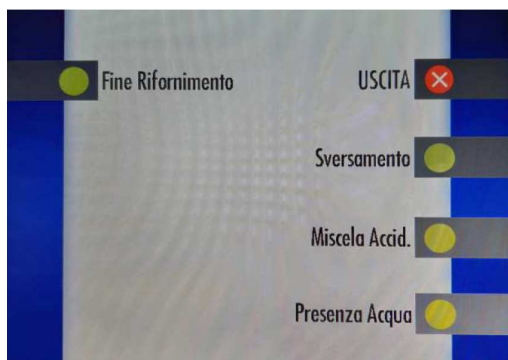 Fine Rifornimento
USCITA
Sversamento
Miscela Accid.
Presenza Acqua